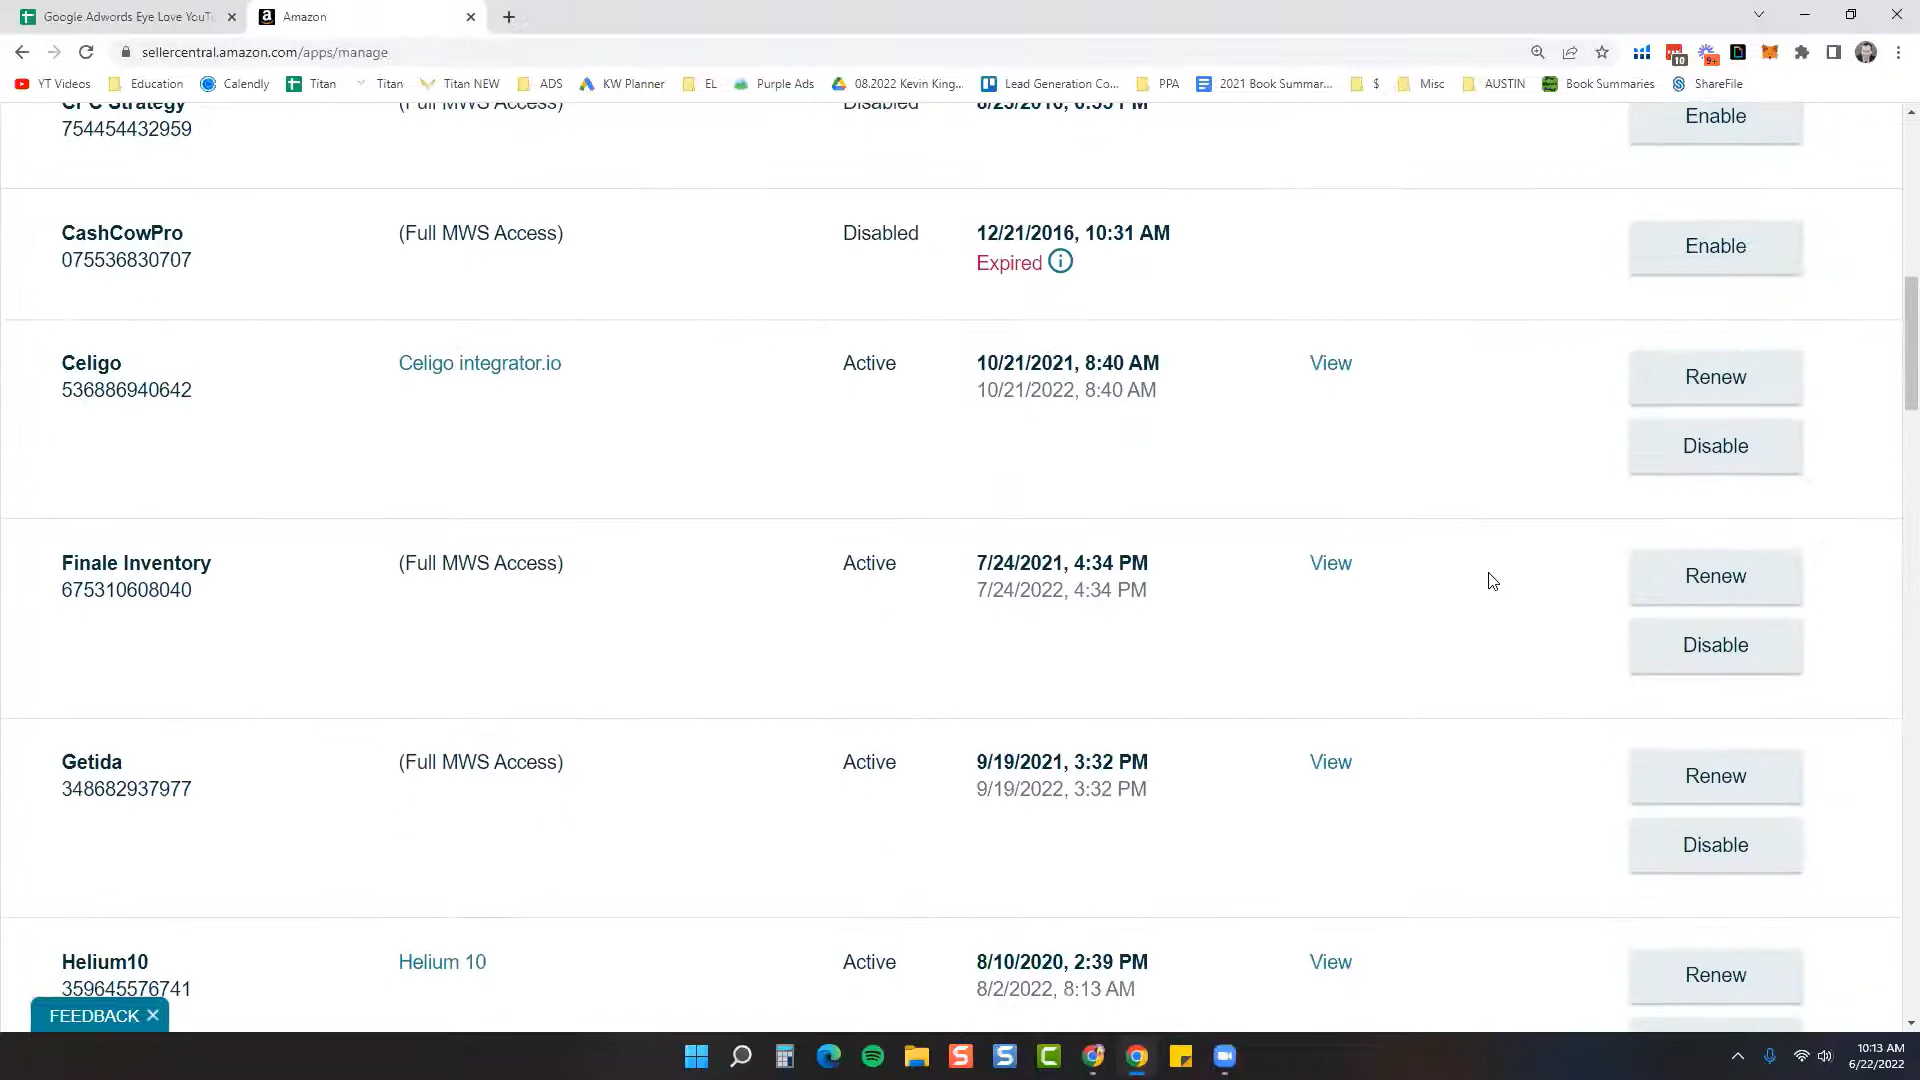 Google Adwords Eye Love YouT
Amazon
sellercentral.amazon.com/apps/manage
10
9+
YT Videos
Education
Calendly
Titan
Titan
Titan NEW
ADS
KW Planner
EL
Purple Ads
08.2022 Kevin King...
Lead Generation Co...
PPA
2021 Book Summar...
$
Misc
AUSTIN
Book Summaries
ShareFile
CPC Strategy
(Full MWS Access)
Disabled
Enable
754454432959
CashCowPro
(Full MWS Access)
Disabled
12/21/2016, 10:31 AM
Enable
075536830707
Expired
Celigo
Celigo integrator.io
Active
10/21/2021, 8:40 AM
View
Renew
536886940642
10/21/2022, 8:40 AM
Disable
Finale Inventory
(Full MWS Access)
Active
7/24/2021, 4:34 PM
View
Renew
675310608040
7/24/2022, 4:34 PM
Disable
Getida
(Full MWS Access)
Active
9/19/2021, 3:32 PM
View
Renew
348682937977
9/19/2022, 3:32 PM
Disable
Helium10
Helium 10
Active
8/10/2020, 2:39 PM
View
Renew
359645576741
8/2/2022, 8:13 AM
FEEDBACK
10:13 AM
6/22/2022